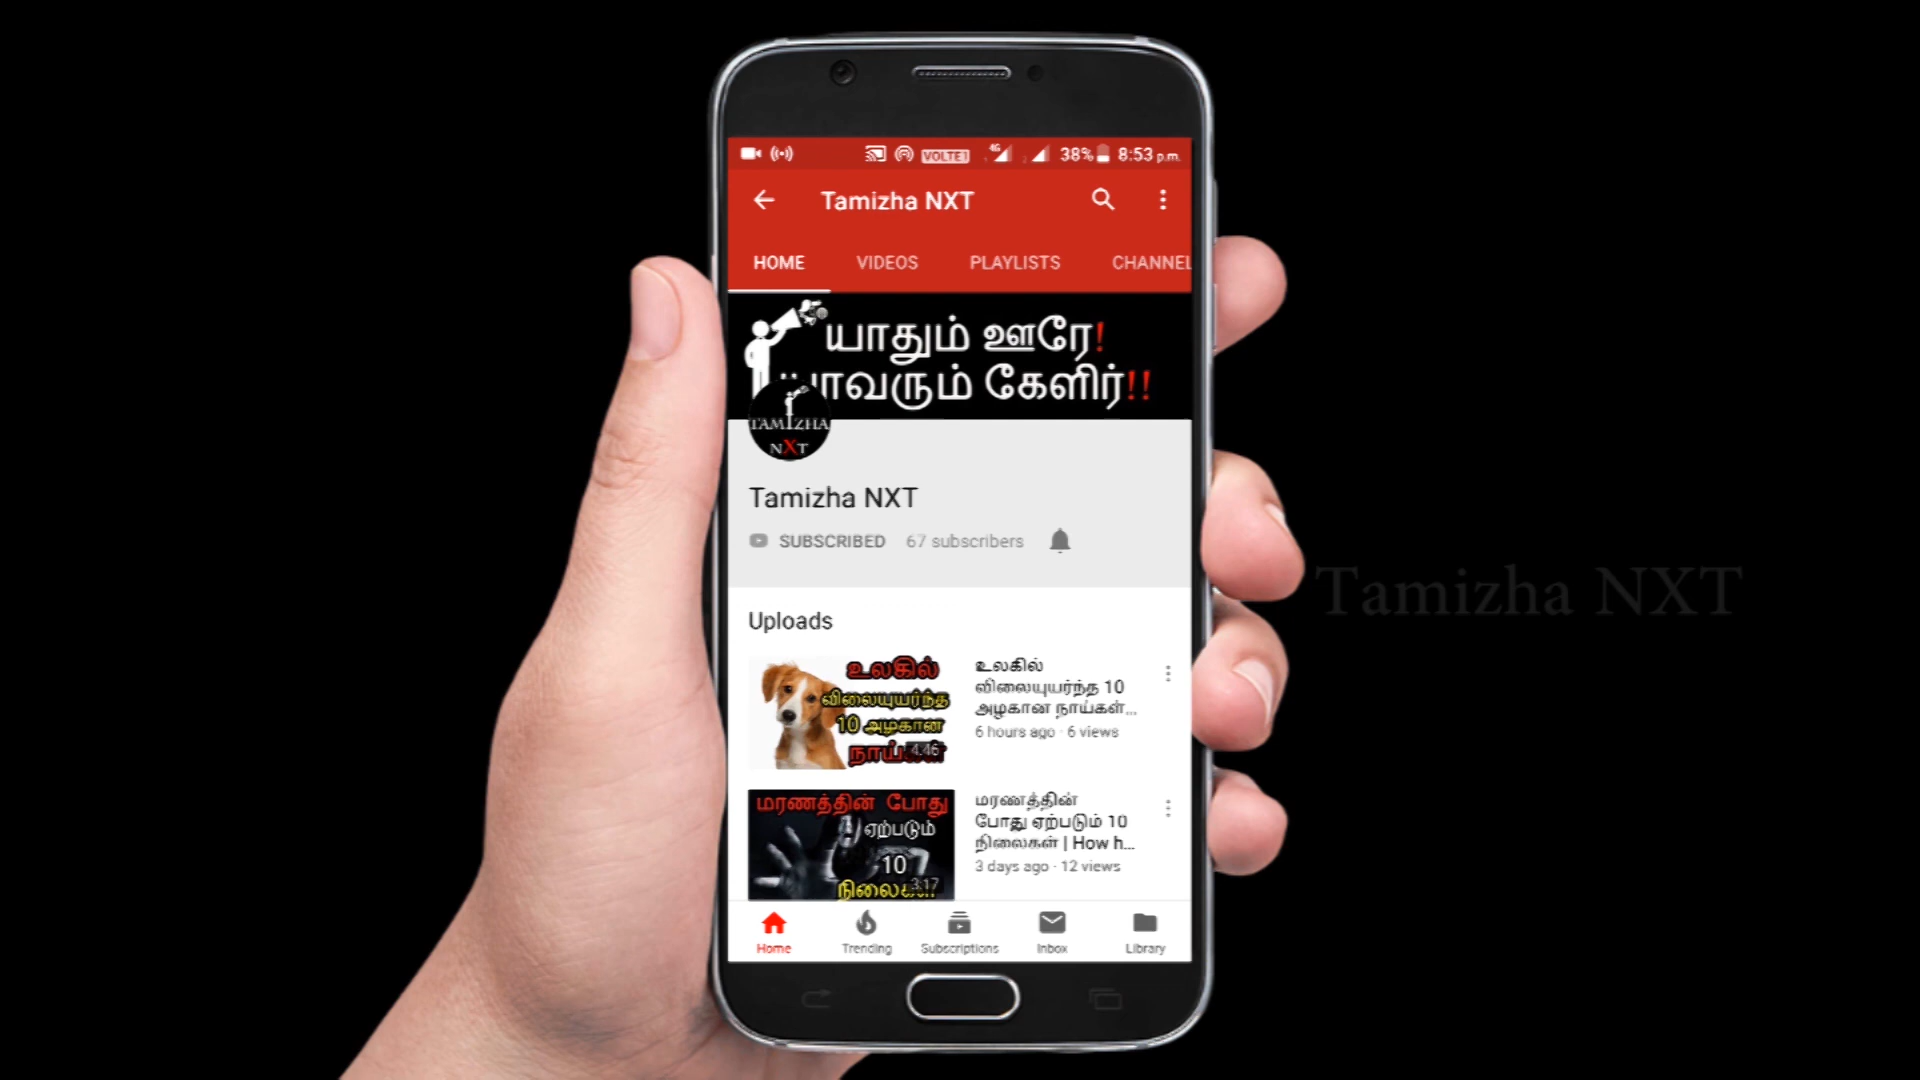 VOLTE 1 4G 38% 8:53 p.m.
Tamizha NXT
HOME VIDEOS PLAYLISTS CHANNEL
யாதும் ஊரே!
யாவரும் கேளிர்!!
TAMIZHA
NXT
Tamizha NXT
SUBSCRIBED 67 subscribers
Tamizha NXT
Uploads
உலகில்
விலையுயர்ந்த
10 அழகான
நாய்கள்
4:46
உலகில்
விலையுயர்ந்த 10
அழகான நாய்கள்...
6 hours ago · 6 views
மரணத்தின் போது
ஏற்படும்
10
நிலைகள்
3:17
மரணத்தின்
போது ஏற்படும் 10
நிலைகள் | How h...
3 days ago · 12 views
Home Trending Subscriptions Inbox Library